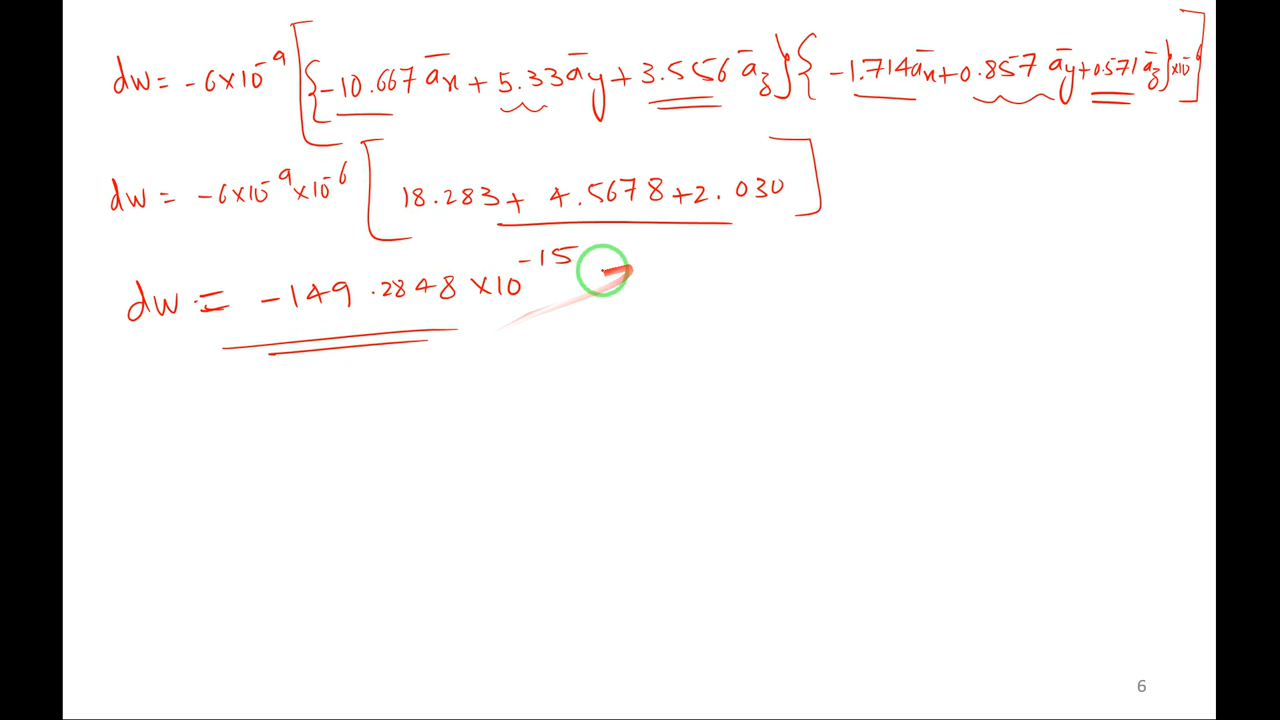 dw = -6×10⁻⁹ [{-10.667 āx + 5.33 āy + 3.556 āz}{-1.714 āx + 0.857 āy + 0.571 āz}×10⁻⁶]
dw = -6×10⁻⁹×10⁻⁶ [18.283 + 4.5678 + 2.030]
dw = -149.2848 ×10⁻¹⁵
6